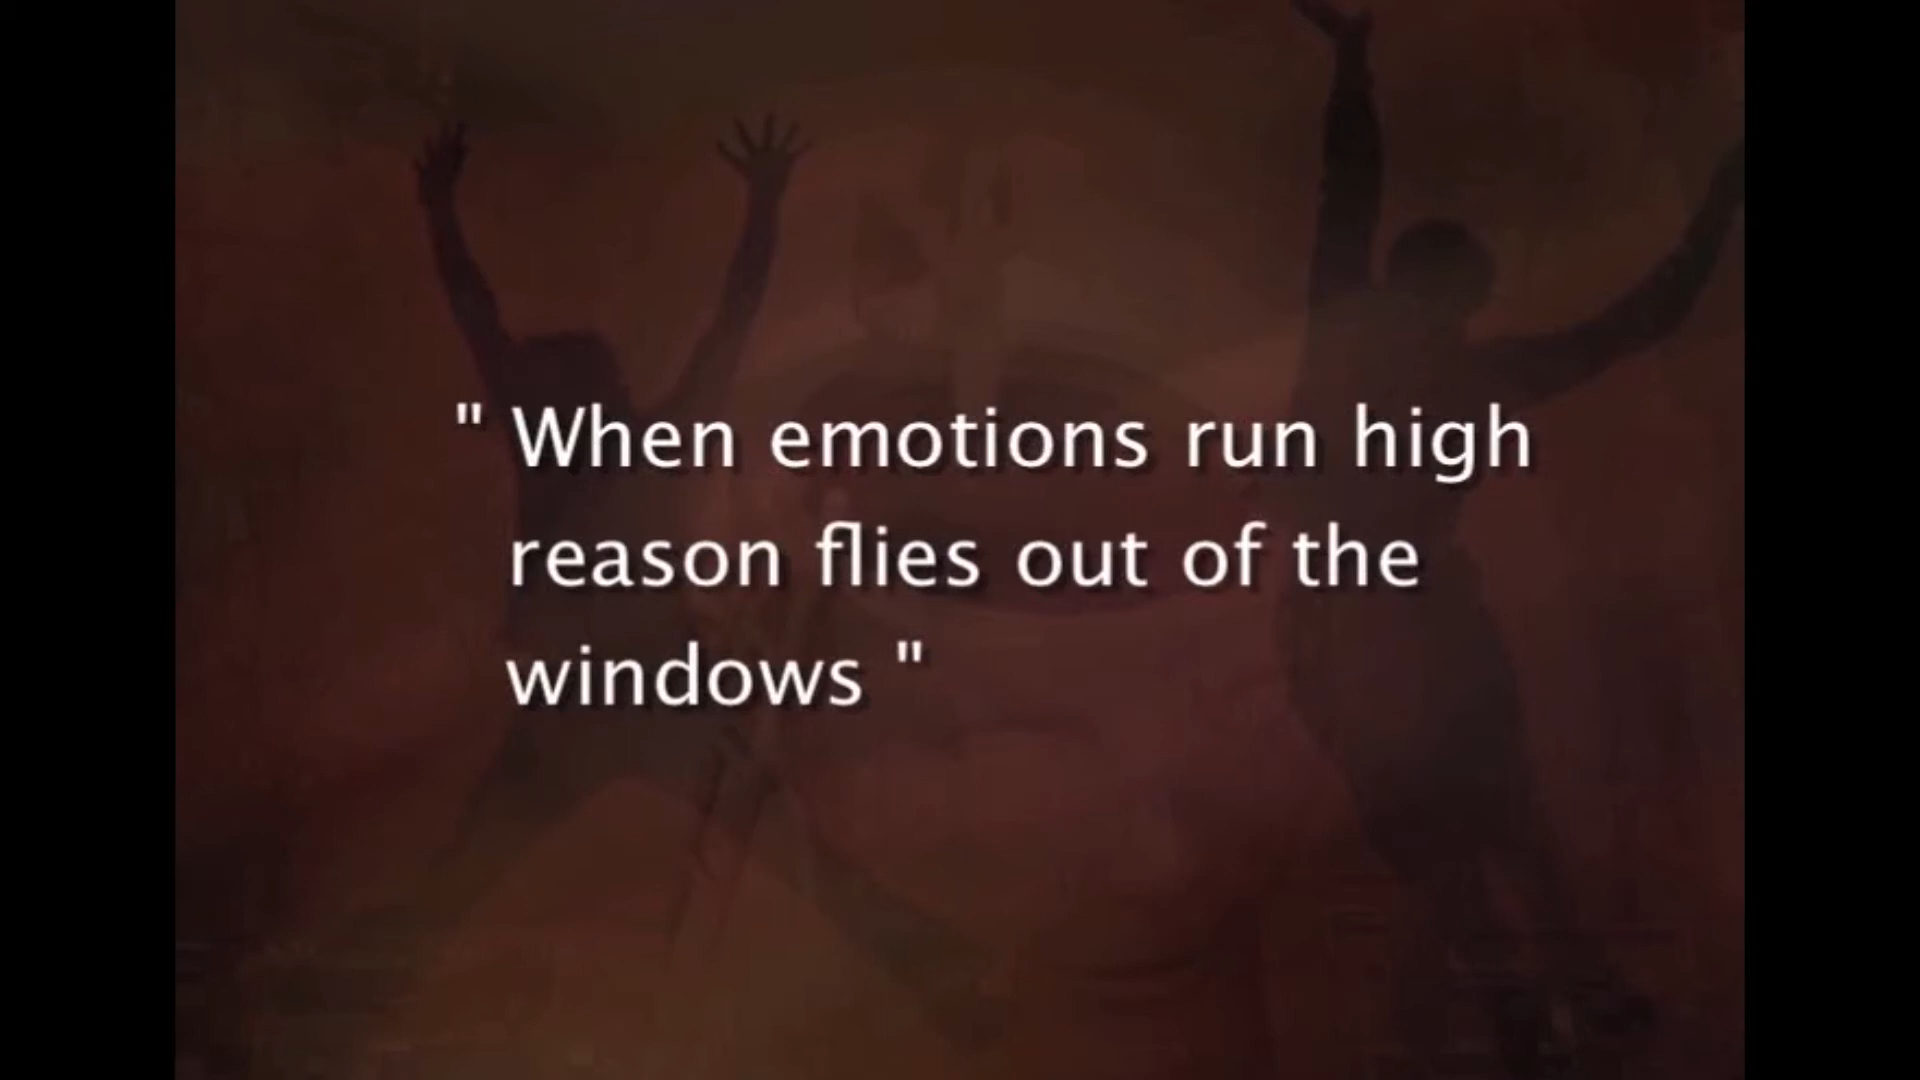 " When emotions run high
reason flies out of the
windows "